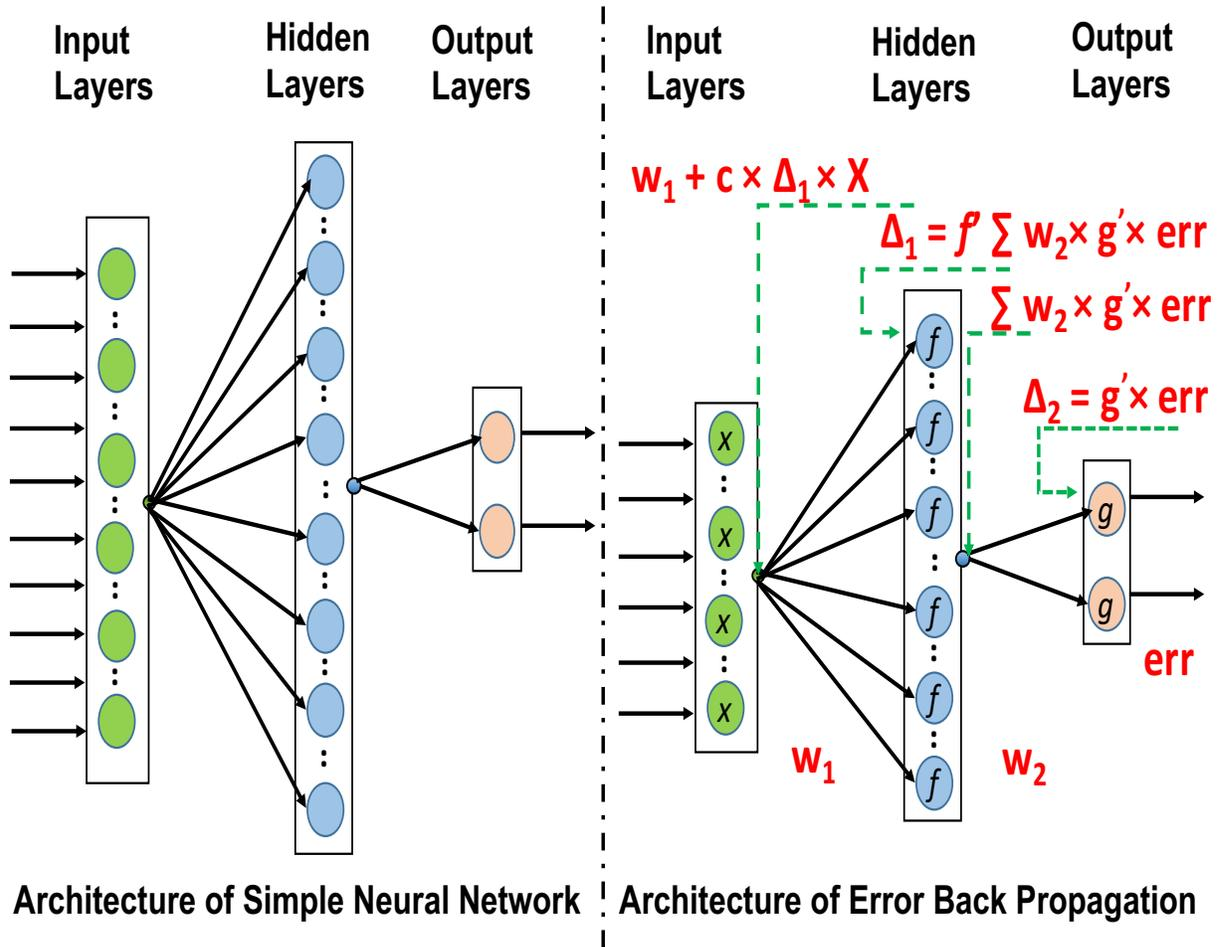 Input
Layers
Hidden
Layers
Output
Layers
Architecture of Simple Neural Network
Input
Layers
Hidden
Layers
Output
Layers
w₁ + c × Δ₁ × X
Δ₁ = f′ ∑ w₂× g′× err
∑ w₂ × g′× err
Δ₂ = g′× err
x
x
x
x
f
f
f
f
f
f
g
g
err
w₁
w₂
Architecture of Error Back Propagation